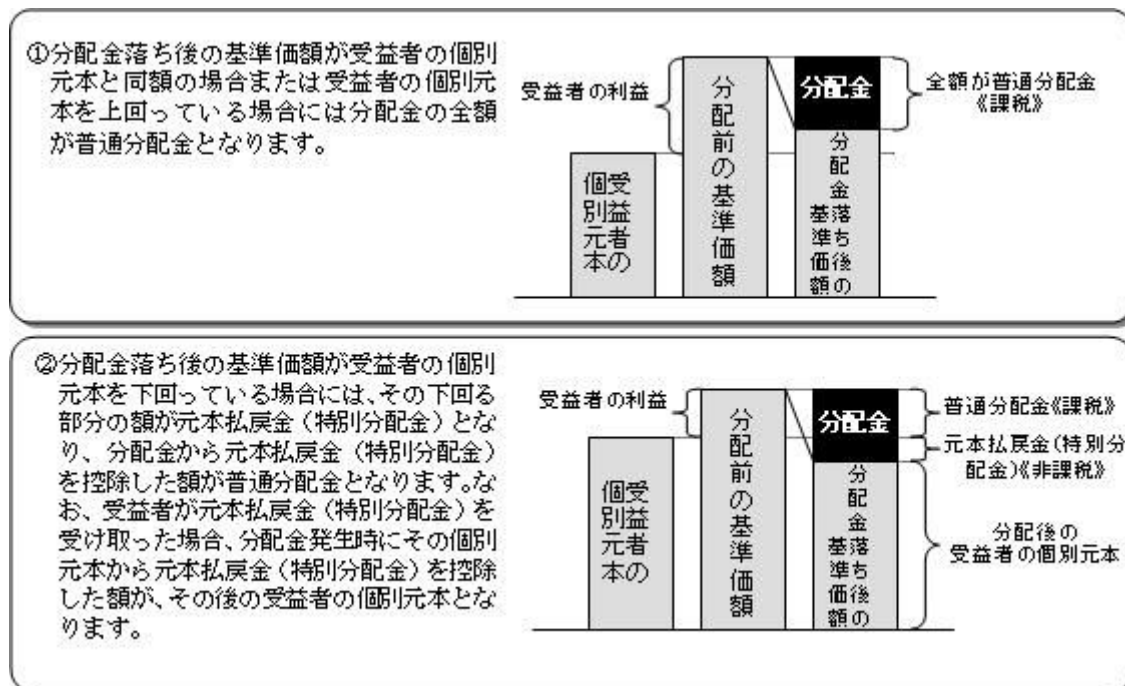 ①分配金落ち後の基準価額が受益者の個別
元本と同額の場合または受益者の個別元
本を上回っている場合には分配金の全額
が普通分配金となります。
受益者の利益
受益者の
個別元本
分配前の基準価額
分配金
分配金落ち後の
基準価額
全額が普通分配金
《課税》
②分配金落ち後の基準価額が受益者の個別
元本を下回っている場合には、その下回る
部分の額が元本払戻金（特別分配金）とな
り、分配金から元本払戻金（特別分配金）
を控除した額が普通分配金となります。な
お、受益者が元本払戻金（特別分配金）を
受け取った場合、分配金発生時にその個別
元本から元本払戻金（特別分配金）を控除
した額が、その後の受益者の個別元本とな
ります。
受益者の利益
受益者の
個別元本
分配前の基準価額
分配金
分配金落ち後の
基準価額
普通分配金《課税》
元本払戻金（特別分
配金）《非課税》
分配後の
受益者の個別元本